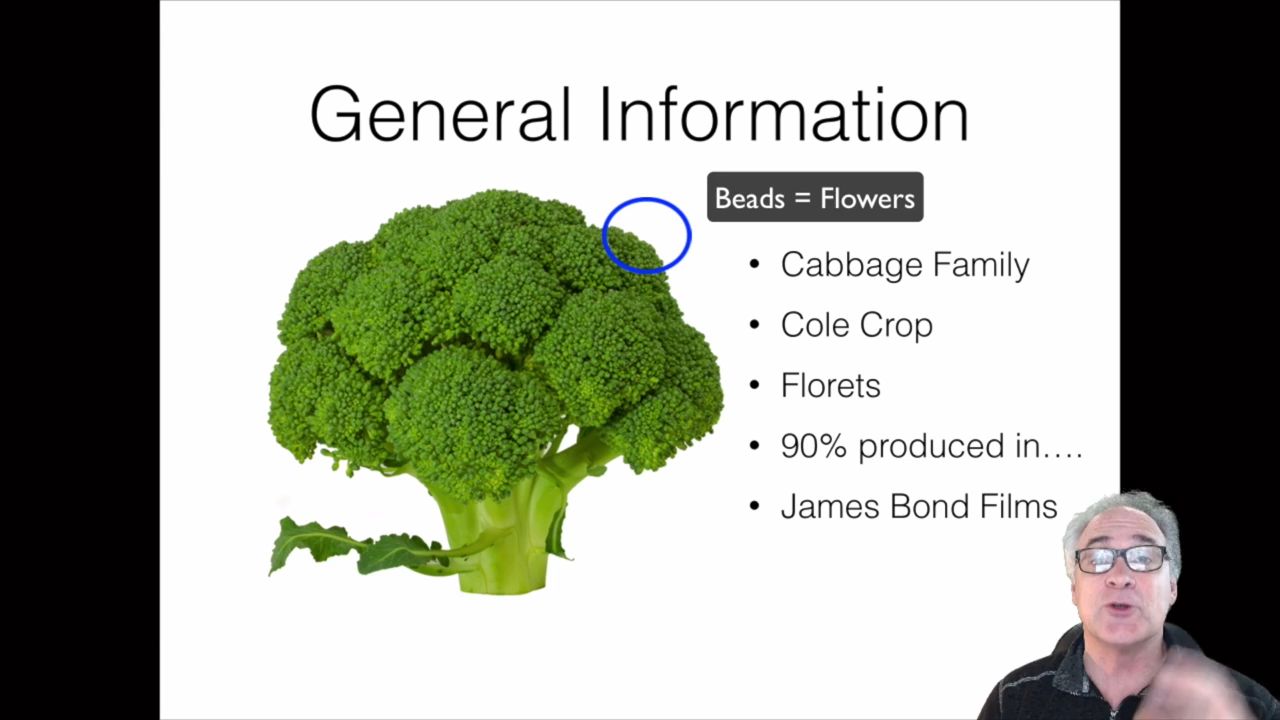 General Information
Beads = Flowers
• Cabbage Family
• Cole Crop
• Florets
• 90% produced in....
• James Bond Films